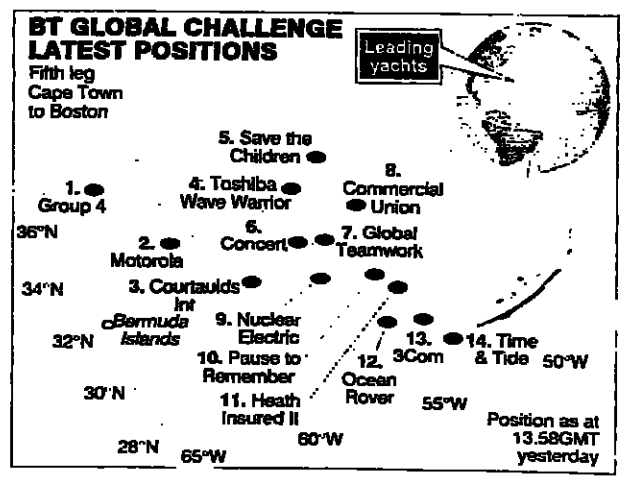 BT GLOBAL CHALLENGE
LATEST POSITIONS
Fifth leg
Cape Town
to Boston
Leading
yachts
5. Save the
Children
1.
Group 4
4. Toshiba
Wave Warrior
8.
Commercial
Union
36°N
2.
Motorola
6.
Concert
7. Global
Teamwork
34°N
3. Courtaulds
Int
Bermuda
Islands
9. Nuclear
Electric
32°N
10. Pause to
Remember
12.
Ocean
Rover
13.
3Com
14. Time
& Tide
50°W
30°N
11. Heath
Insured II
55°W
60°W
28°N
65°W
Position as at
13.58GMT
yesterday